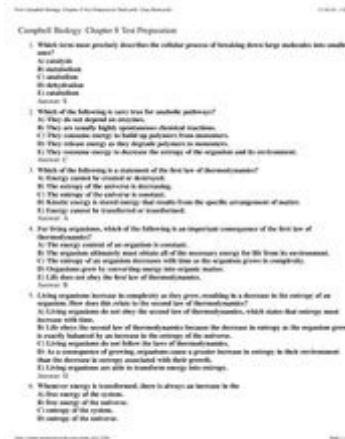 Campbell Biology: Chapter 8 Test Preparation
1. Which term most precisely describes the cellular process of breaking down large molecules into smaller
ones?
A) catalysis
B) metabolism
C) anabolism
D) dehydration
E) catabolism
Answer: E
2. Which of the following is (are) true for anabolic pathways?
A) They do not depend on enzymes.
B) They are usually highly spontaneous chemical reactions.
C) They consume energy to build up polymers from monomers.
D) They release energy as they degrade polymers to monomers.
E) They consume energy to decrease the entropy of the organism and its environment.
Answer: C
3. Which of the following is a statement of the first law of thermodynamics?
A) Energy cannot be created or destroyed.
B) The entropy of the universe is decreasing.
C) The entropy of the universe is constant.
D) Kinetic energy is stored energy that results from the specific arrangement of matter.
E) Energy cannot be transferred or transformed.
Answer: A
4. For living organisms, which of the following is an important consequence of the first law of
thermodynamics?
A) The energy content of an organism is constant.
B) The organism ultimately must obtain all of the necessary energy for life from its environment.
C) The entropy of an organism decreases with time as the organism grows in complexity.
D) Organisms grow by converting energy into organic matter.
E) Life does not obey the first law of thermodynamics.
Answer: B
5. Living organisms increase in complexity as they grow, resulting in a decrease in the entropy of an
organism. How does this relate to the second law of thermodynamics?
A) Living organisms do not obey the second law of thermodynamics, which states that entropy must
increase with time.
B) Life obeys the second law of thermodynamics because the decrease in entropy as the organism grows
is exactly balanced by an increase in the entropy of the universe.
C) Living organisms do not follow the laws of thermodynamics.
D) As a consequence of growing, organisms cause a greater increase in entropy in their environment
than the decrease in entropy associated with their growth.
E) Living organisms are able to transform energy into entropy.
Answer: D
6. Whenever energy is transformed, there is always an increase in the
A) free energy of the system.
B) free energy of the universe.
C) entropy of the system.
D) entropy of the universe.